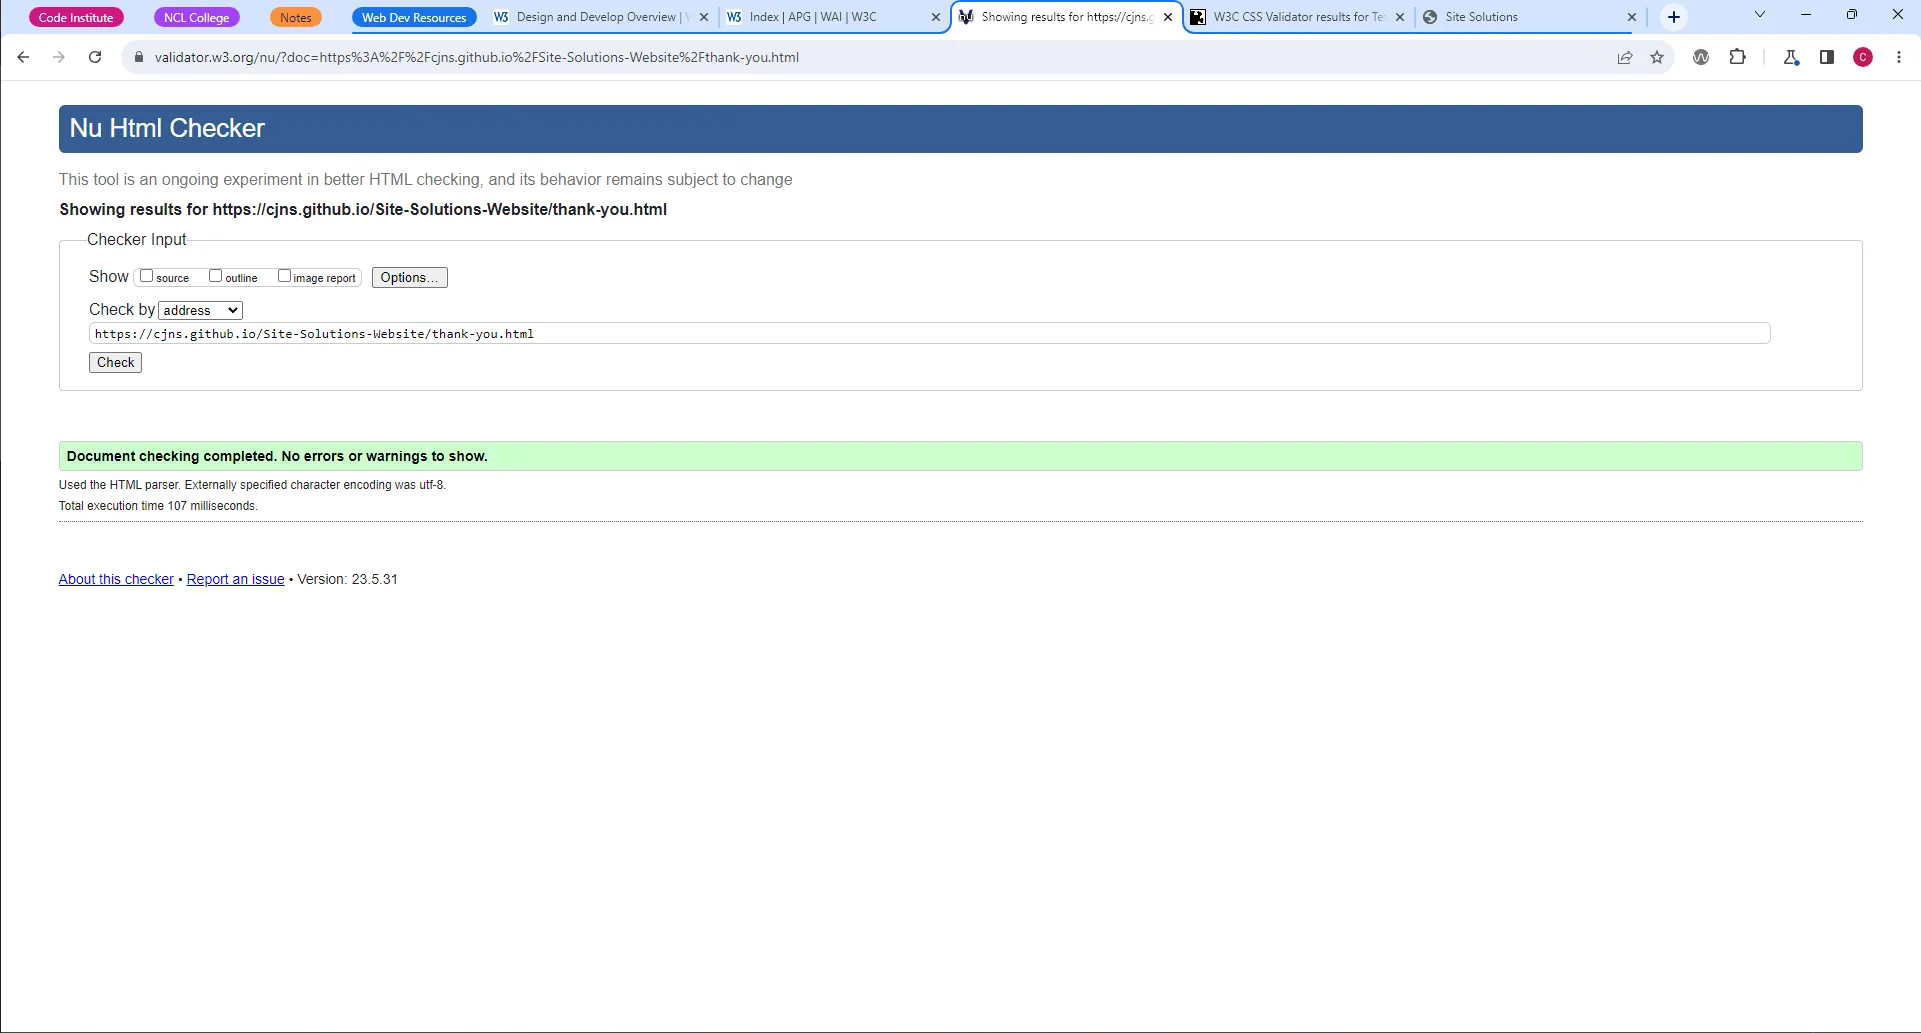 Code Institute NCL College Notes Web Dev Resources Design and Develop Overview | Index | APG | WAI | W3C Showing results for https://cjns.g W3C CSS Validator results for Te Site Solutions
validator.w3.org/nu/?doc=https%3A%2F%2Fcjns.github.io%2FSite-Solutions-Website%2Fthank-you.html
Nu Html Checker
This tool is an ongoing experiment in better HTML checking, and its behavior remains subject to change
Showing results for https://cjns.github.io/Site-Solutions-Website/thank-you.html
Checker Input
Show source outline image report Options...
Check by address
https://cjns.github.io/Site-Solutions-Website/thank-you.html
Check
Document checking completed. No errors or warnings to show.
Used the HTML parser. Externally specified character encoding was utf-8.
Total execution time 107 milliseconds.
About this checker • Report an issue • Version: 23.5.31